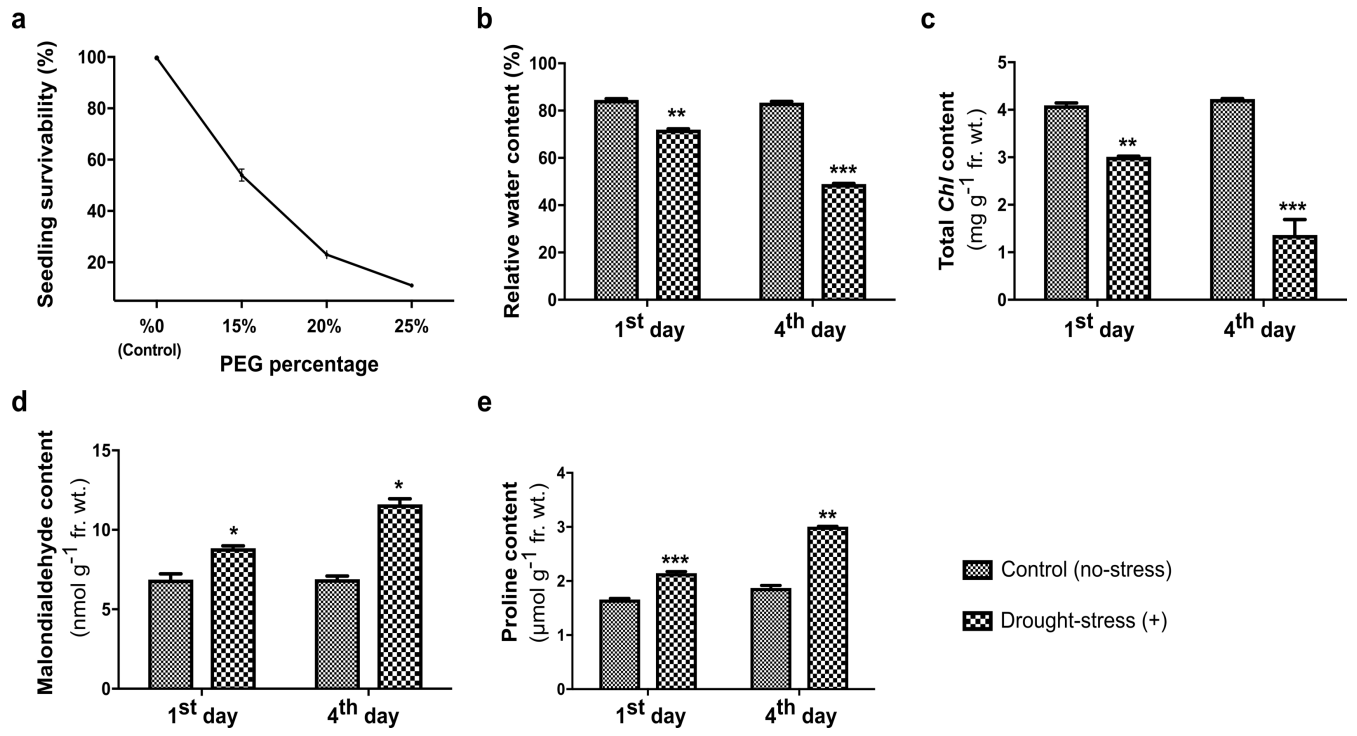 a
Seedling survivability (%)
100
80
60
40
20
%0
(Control)
15%
20%
25%
PEG percentage
b
Relative water content (%)
100
80
60
40
20
0
**
***
1st day
4th day
c
Total Chl content
(mg g-1 fr. wt.)
5
4
3
2
1
0
**
***
1st day
4th day
d
Malondialdehyde content
(nmol g-1 fr. wt.)
15
10
5
0
*
*
1st day
4th day
e
Proline content
(µmol g-1 fr. wt.)
4
3
2
1
0
***
**
1st day
4th day
Control (no-stress)
Drought-stress (+)